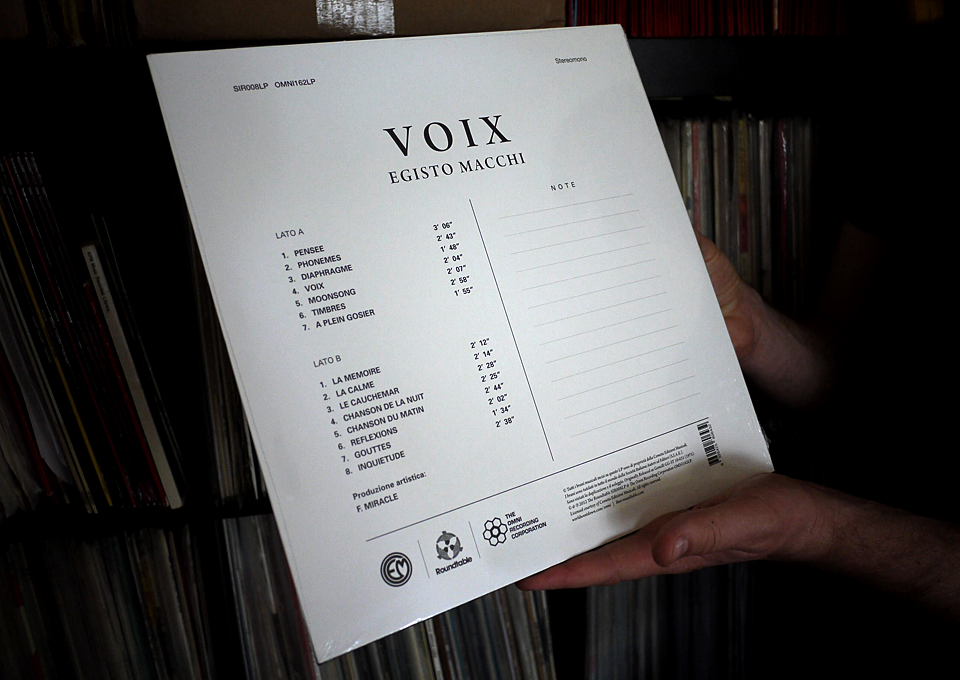 SIR008LP OMNI162LP
Stereomono
VOIX
EGISTO MACCHI
LATO A
1. PENSEE 3' 06"
2. PHONEMES 2' 43"
3. DIAPHRAGME 1' 48"
4. VOIX 2' 04"
5. MOONSONG 2' 07"
6. TIMBRES 2' 58"
7. A PLEIN GOSIER 1' 55"
LATO B
1. LA MEMOIRE 2' 12"
2. LA CALME 2' 14"
3. LE CAUCHEMAR 2' 28"
4. CHANSON DE LA NUIT 2' 25"
5. CHANSON DU MATIN 2' 44"
6. REFLEXIONS 2' 02"
7. GOUTTES 1' 34"
8. INQUIETUDE 2' 38"
Produzione artistica:
F. MIRACLE
NOTE
EM
Roundtable
THE
OMNI
RECORDING
CORPORATION